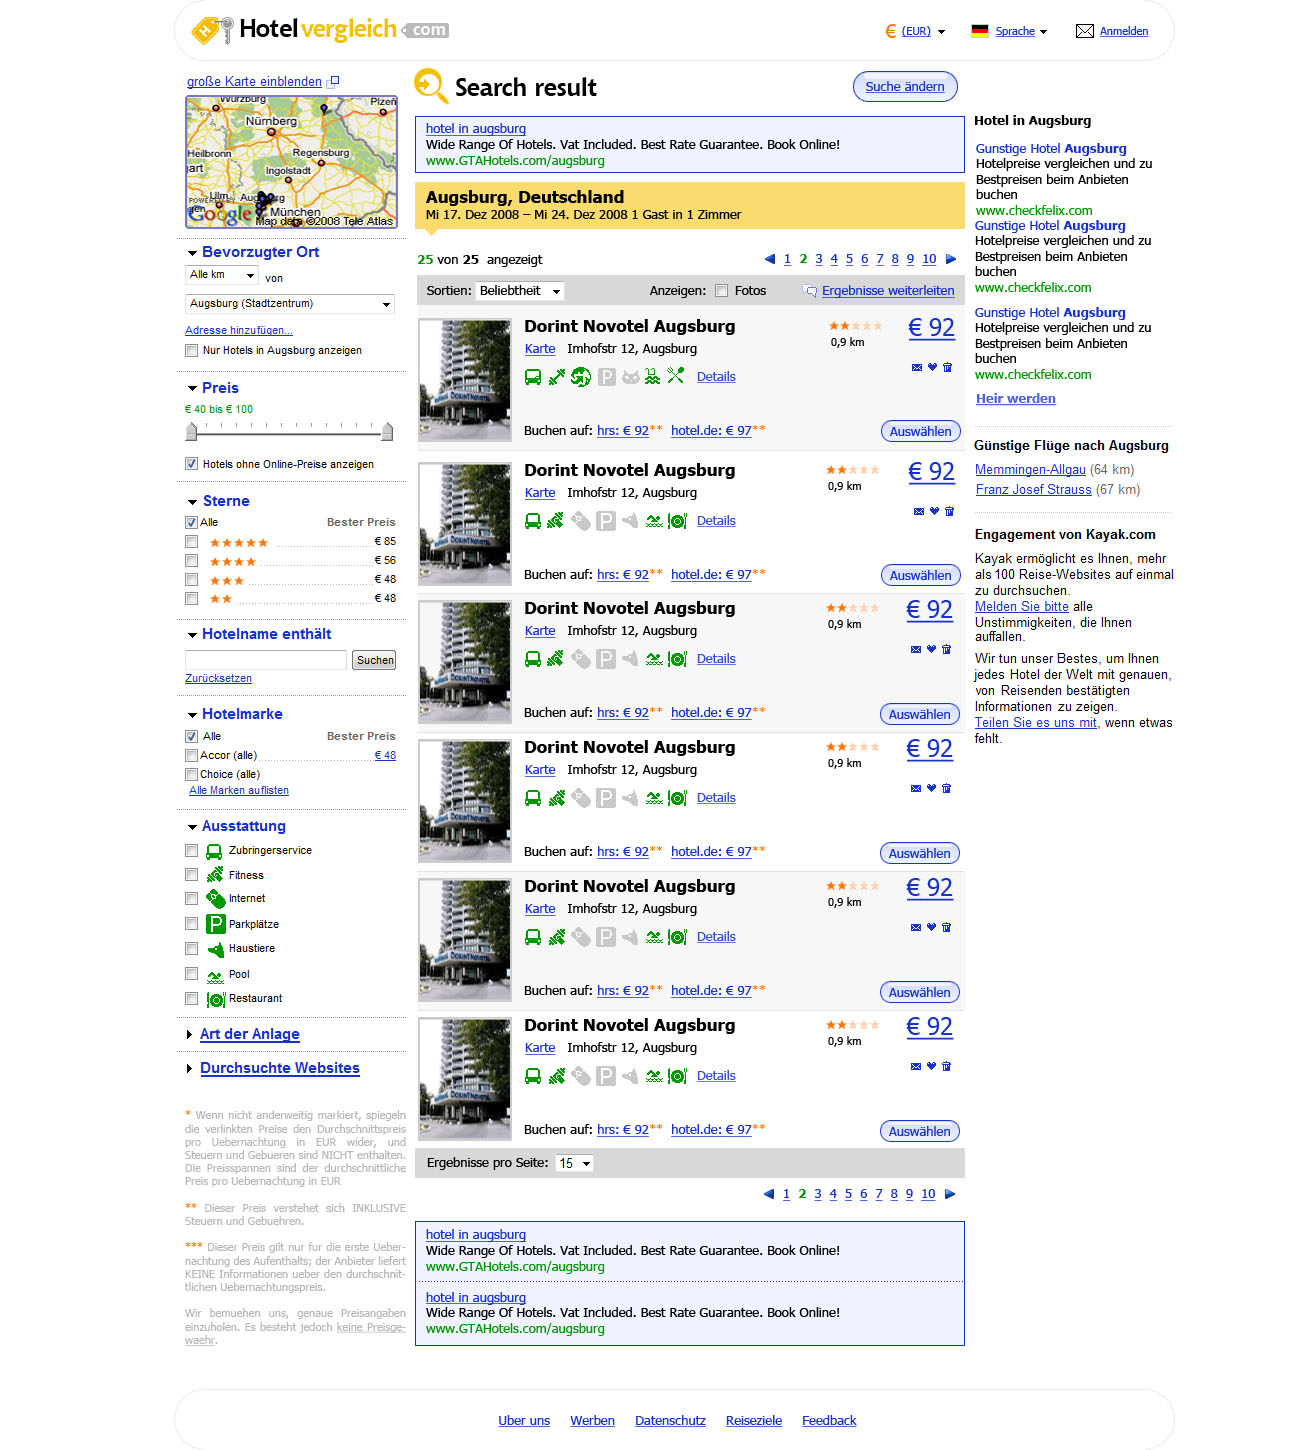 Hotel vergleich com
€ (EUR)
Sprache
Anmelden
große Karte einblenden
Würzburg
Plzeň
Nürnberg
Heilbronn
Regensburg
Ingolstadt
Ulm
München
POWERED BY
Google
Map data ©2008 Tele Atlas
Bevorzugter Ort
Alle km von
Augsburg (Stadtzentrum)
Adresse hinzufügen...
Nur Hotels in Augsburg anzeigen
Preis
€ 40 bis € 100
Hotels ohne Online-Preise anzeigen
Sterne
Alle Bester Preis
€ 85
€ 56
€ 48
€ 48
Hotelname enthält
Suchen
Zurücksetzen
Hotelmarke
Alle Bester Preis
Accor (alle) € 48
Choice (alle)
Alle Marken auflisten
Ausstattung
Zubringerservice
Fitness
Internet
P Parkplätze
Haustiere
Pool
Restaurant
Art der Anlage
Durchsuchte Websites
* Wenn nicht anderweitig markiert, spiegeln
die verlinkten Preise den Durchschnittspreis
pro Uebernachtung in EUR wider, und
Steuern und Gebueren sind NICHT enthalten.
Die Preisspannen sind der durchschnittliche
Preis pro Uebernachtung in EUR
** Dieser Preis verstehet sich INKLUSIVE
Steuern und Gebuehren.
*** Dieser Preis gilt nur fur die erste Ueber-
nachtung des Aufenthalts; der Anbieter liefert
KEINE Informationen ueber den durchschnit-
tlichen Uebernachtungspreis.
Wir bemuehen uns, genaue Preisangaben
einzuholen. Es besteht jedoch keine Preisge-
waehr.
Search result
Suche ändern
hotel in augsburg
Wide Range Of Hotels. Vat Included. Best Rate Guarantee. Book Online!
www.GTAHotels.com/augsburg
Augsburg, Deutschland
Mi 17. Dez 2008 – Mi 24. Dez 2008 1 Gast in 1 Zimmer
25 von 25 angezeigt
1 2 3 4 5 6 7 8 9 10
Sortien: Beliebtheit Anzeigen: Fotos Ergebnisse weiterleiten
Dorint Novotel Augsburg € 92
Karte Imhofstr 12, Augsburg 0,9 km
P Details
Buchen auf: hrs: € 92** hotel.de: € 97** Auswählen
Dorint Novotel Augsburg € 92
Karte Imhofstr 12, Augsburg 0,9 km
P Details
Buchen auf: hrs: € 92** hotel.de: € 97** Auswählen
Dorint Novotel Augsburg € 92
Karte Imhofstr 12, Augsburg 0,9 km
P Details
Buchen auf: hrs: € 92** hotel.de: € 97** Auswählen
Dorint Novotel Augsburg € 92
Karte Imhofstr 12, Augsburg 0,9 km
P Details
Buchen auf: hrs: € 92** hotel.de: € 97** Auswählen
Dorint Novotel Augsburg € 92
Karte Imhofstr 12, Augsburg 0,9 km
P Details
Buchen auf: hrs: € 92** hotel.de: € 97** Auswählen
Dorint Novotel Augsburg € 92
Karte Imhofstr 12, Augsburg 0,9 km
P Details
Buchen auf: hrs: € 92** hotel.de: € 97** Auswählen
Ergebnisse pro Seite: 15
1 2 3 4 5 6 7 8 9 10
hotel in augsburg
Wide Range Of Hotels. Vat Included. Best Rate Guarantee. Book Online!
www.GTAHotels.com/augsburg
hotel in augsburg
Wide Range Of Hotels. Vat Included. Best Rate Guarantee. Book Online!
www.GTAHotels.com/augsburg
Hotel in Augsburg
Gunstige Hotel Augsburg
Hotelpreise vergleichen und zu
Bestpreisen beim Anbieten
buchen
www.checkfelix.com
Gunstige Hotel Augsburg
Hotelpreise vergleichen und zu
Bestpreisen beim Anbieten
buchen
www.checkfelix.com
Gunstige Hotel Augsburg
Hotelpreise vergleichen und zu
Bestpreisen beim Anbieten
buchen
www.checkfelix.com
Heir werden
Günstige Flüge nach Augsburg
Memmingen-Allgau (64 km)
Franz Josef Strauss (67 km)
Engagement von Kayak.com
Kayak ermöglicht es Ihnen, mehr
als 100 Reise-Websites auf einmal
zu durchsuchen.
Melden Sie bitte alle
Unstimmigkeiten, die Ihnen
auffallen.
Wir tun unser Bestes, um Ihnen
jedes Hotel der Welt mit genauen,
von Reisenden bestätigten
Informationen zu zeigen.
Teilen Sie es uns mit, wenn etwas
fehlt.
Uber uns Werben Datenschutz Reiseziele Feedback